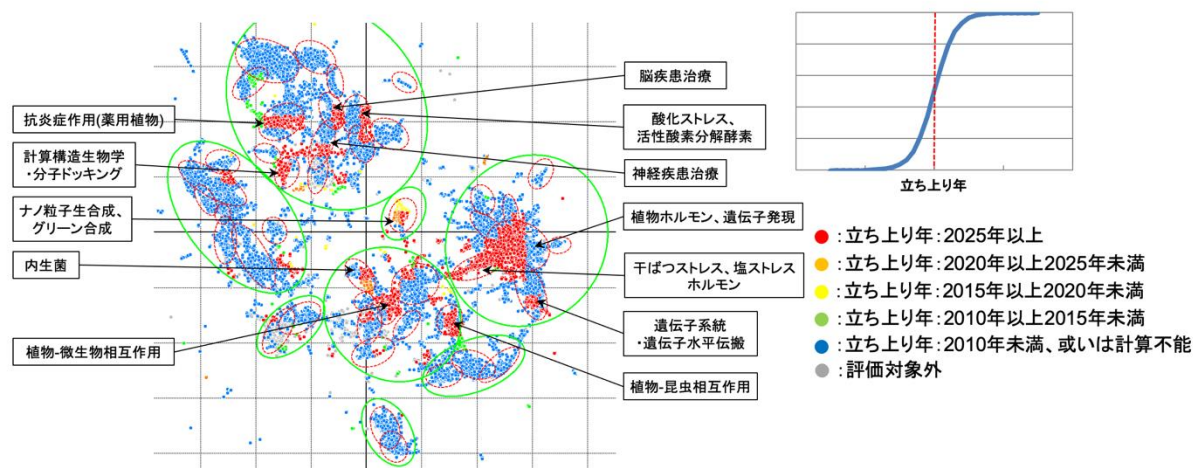 抗炎症作用(薬用植物)
計算構造生物学
・分子ドッキング
ナノ粒子生合成、
グリーン合成
内生菌
植物-微生物相互作用
脳疾患治療
酸化ストレス、
活性酸素分解酵素
神経疾患治療
植物ホルモン、遺伝子発現
干ばつストレス、塩ストレス
ホルモン
遺伝子系統
・遺伝子水平伝搬
植物-昆虫相互作用
立ち上り年
：立ち上り年：2025年以上
：立ち上り年：2020年以上2025年未満
：立ち上り年：2015年以上2020年未満
：立ち上り年：2010年以上2015年未満
：立ち上り年：2010年未満、或いは計算不能
：評価対象外